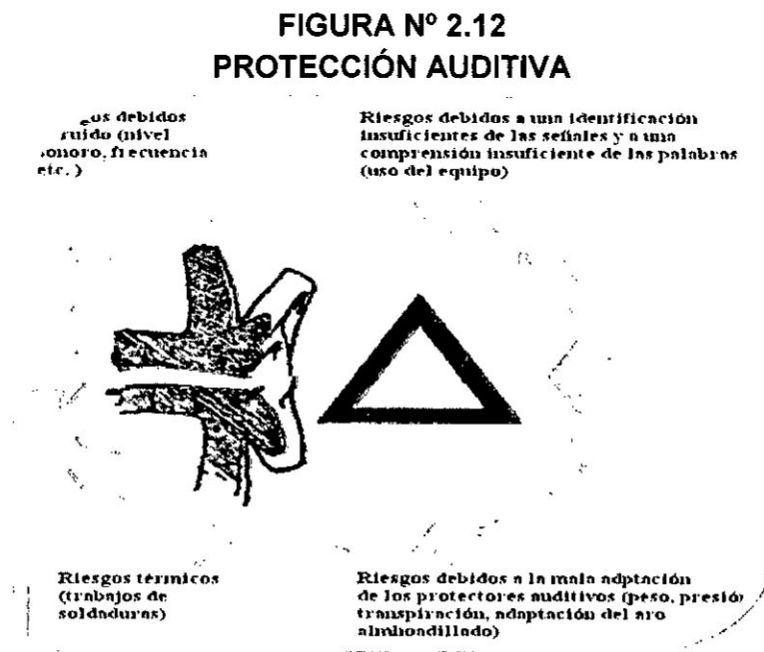 FIGURA Nº 2.12
PROTECCIÓN AUDITIVA
debidos
ruido (nivel
sonoro, frecuencia
etc. )
Riesgos debidos a una identificación
insuficientes de las señales y a una
comprensión insuficiente de las palabras
(uso del equipo)
Riesgos térmicos
(trabajos de
soldaduras)
Riesgos debidos a la mala adptación
de los protectores auditivos (peso, presión
transpiración, adaptación del aro
almhondillado)